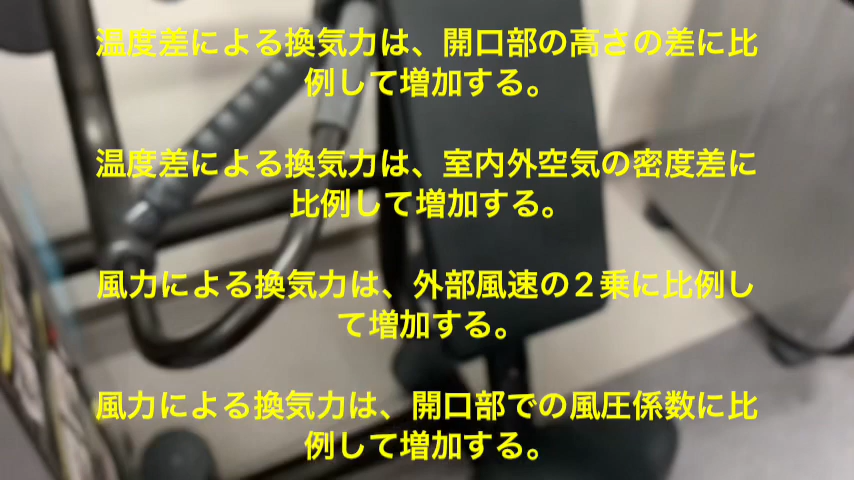 温度差による換気力は、開口部の高さの差に比
例して増加する。
温度差による換気力は、室内外空気の密度差に
比例して増加する。
風力による換気力は、外部風速の２乗に比例し
て増加する。
風力による換気力は、開口部での風圧係数に比
例して増加する。